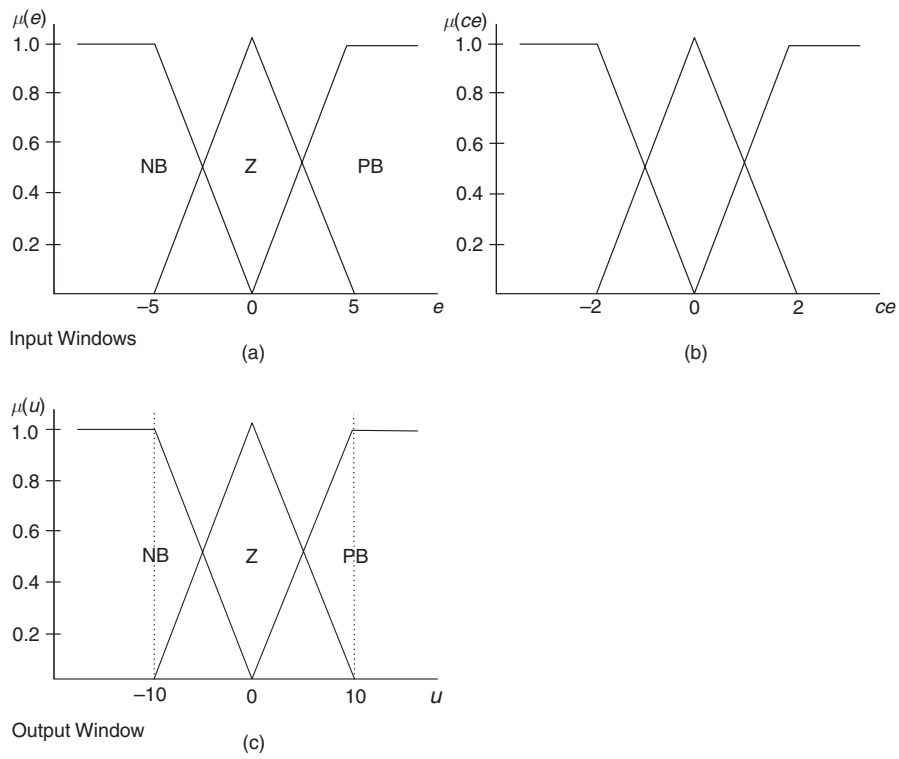 μ(e)
1.0
0.8
0.6
0.4
0.2
NB
Z
PB
–5
0
5
e
Input Windows
(a)
μ(ce)
1.0
0.8
0.6
0.4
0.2
–2
0
2
ce
(b)
μ(u)
1.0
0.8
0.6
0.4
0.2
NB
Z
PB
–10
0
10
u
Output Window
(c)